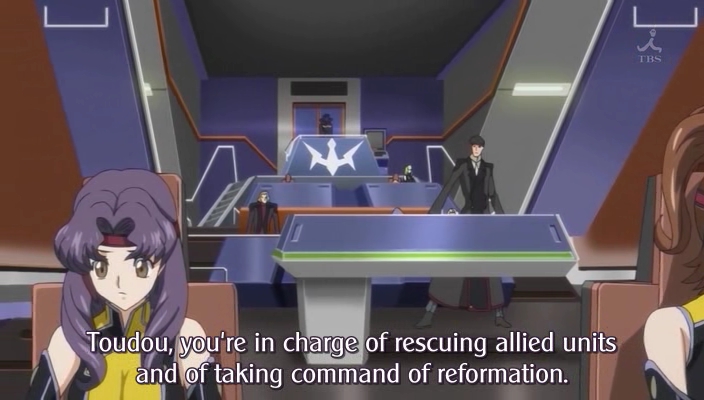 TBS
Toudou, you're in charge of rescuing allied units
and of taking command of reformation.